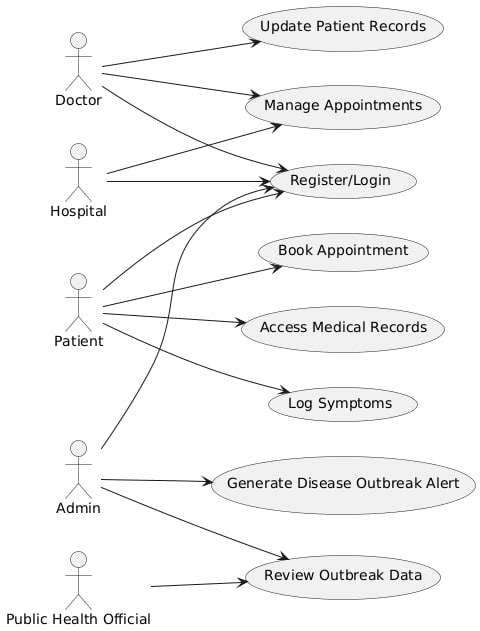 Update Patient Records
Doctor
Manage Appointments
Register/Login
Hospital
Book Appointment
Access Medical Records
Patient
Log Symptoms
Generate Disease Outbreak Alert
Admin
Review Outbreak Data
Public Health Official